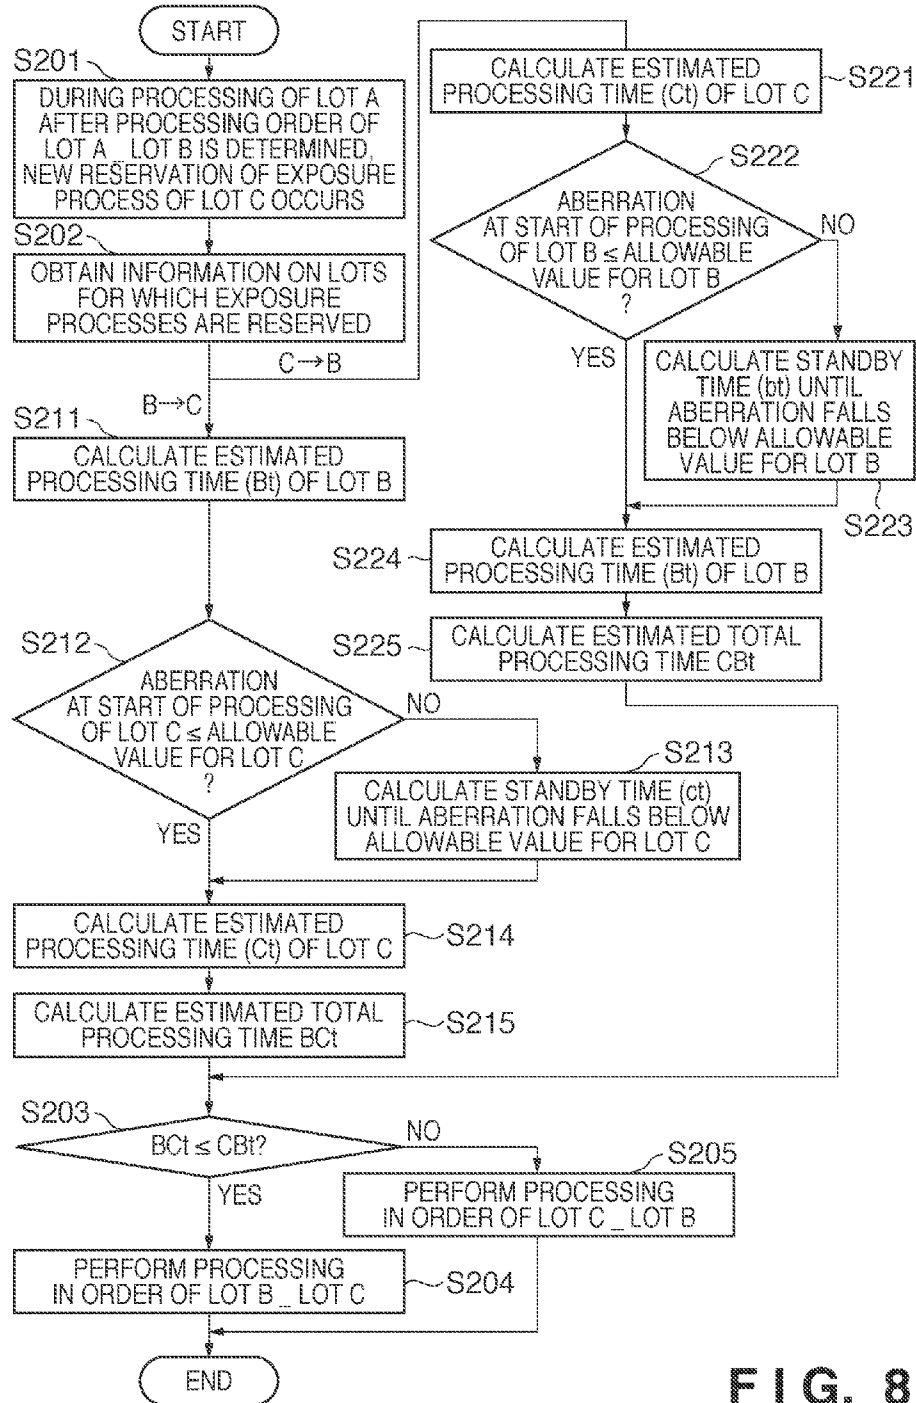 START
S201
DURING PROCESSING OF LOT A
AFTER PROCESSING ORDER OF
LOT A _ LOT B IS DETERMINED,
NEW RESERVATION OF EXPOSURE
PROCESS OF LOT C OCCURS
S202
OBTAIN INFORMATION ON LOTS
FOR WHICH EXPOSURE
PROCESSES ARE RESERVED
C→B
B→C
S211
CALCULATE ESTIMATED
PROCESSING TIME (Bt) OF LOT B
S212
ABERRATION
AT START OF PROCESSING
OF LOT C ≤ ALLOWABLE
VALUE FOR LOT C
?
NO
YES
S213
CALCULATE STANDBY TIME (ct)
UNTIL ABERRATION FALLS BELOW
ALLOWABLE VALUE FOR LOT C
CALCULATE ESTIMATED
PROCESSING TIME (Ct) OF LOT C
S214
CALCULATE ESTIMATED TOTAL
PROCESSING TIME BCt
S215
CALCULATE ESTIMATED
PROCESSING TIME (Ct) OF LOT C
S221
S222
ABERRATION
AT START OF PROCESSING
OF LOT B ≤ ALLOWABLE
VALUE FOR LOT B
?
NO
YES
CALCULATE STANDBY
TIME (bt) UNTIL
ABERRATION FALLS
BELOW ALLOWABLE
VALUE FOR LOT B
S223
S224
CALCULATE ESTIMATED
PROCESSING TIME (Bt) OF LOT B
S225
CALCULATE ESTIMATED TOTAL
PROCESSING TIME CBt
S203
BCt ≤ CBt?
NO
YES
S205
PERFORM PROCESSING
IN ORDER OF LOT C _ LOT B
PERFORM PROCESSING
IN ORDER OF LOT B _ LOT C
S204
END
FIG. 8